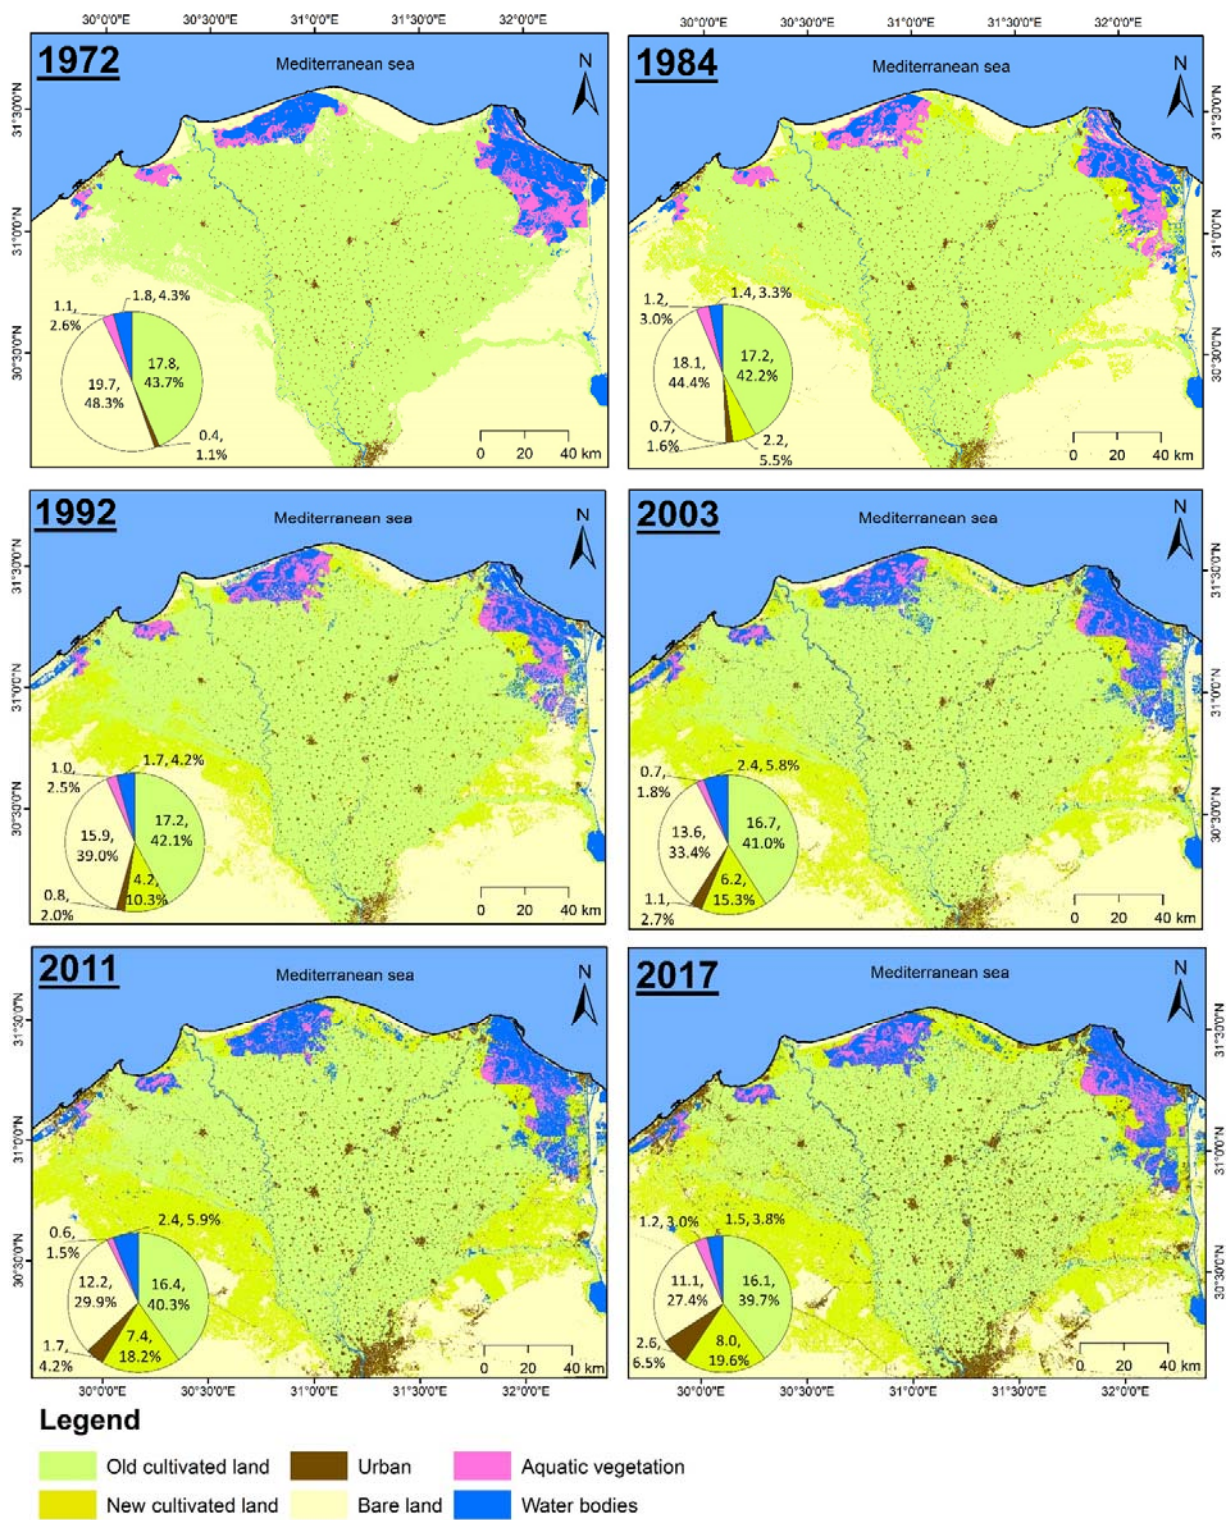 30°0'0"E 30°30'0"E 31°0'0"E 31°30'0"E 32°0'0"E
30°0'0"E 30°30'0"E 31°0'0"E 31°30'0"E 32°0'0"E
1972
Mediterranean sea
N
31°30'0"N
31°0'0"N
30°30'0"N
1.1,
2.6%
1.8, 4.3%
17.8,
43.7%
19.7,
48.3%
0.4,
1.1%
0 20 40 km
1984
Mediterranean sea
N
31°30'0"N
31°0'0"N
30°30'0"N
1.2,
3.0%
1.4, 3.3%
17.2,
42.2%
18.1,
44.4%
0.7,
1.6%
2.2,
5.5%
0 20 40 km
1992
Mediterranean sea
N
31°30'0"N
31°0'0"N
30°30'0"N
1.0,
2.5%
1.7, 4.2%
17.2,
42.1%
15.9,
39.0%
4.2,
10.3%
0.8,
2.0%
0 20 40 km
2003
Mediterranean sea
N
31°30'0"N
31°0'0"N
30°30'0"N
0.7,
1.8%
2.4, 5.8%
16.7,
41.0%
13.6,
33.4%
6.2,
15.3%
1.1,
2.7%
0 20 40 km
2011
Mediterranean sea
N
31°30'0"N
31°0'0"N
30°30'0"N
0.6,
1.5%
2.4, 5.9%
16.4,
40.3%
12.2,
29.9%
7.4,
18.2%
1.7,
4.2%
0 20 40 km
2017
Mediterranean sea
N
31°30'0"N
31°0'0"N
30°30'0"N
1.2, 3.0%
1.5, 3.8%
16.1,
39.7%
11.1,
27.4%
8.0,
19.6%
2.6,
6.5%
0 20 40 km
30°0'0"E 30°30'0"E 31°0'0"E 31°30'0"E 32°0'0"E
30°0'0"E 30°30'0"E 31°0'0"E 31°30'0"E 32°0'0"E
Legend
Old cultivated land
Urban
Aquatic vegetation
New cultivated land
Bare land
Water bodies